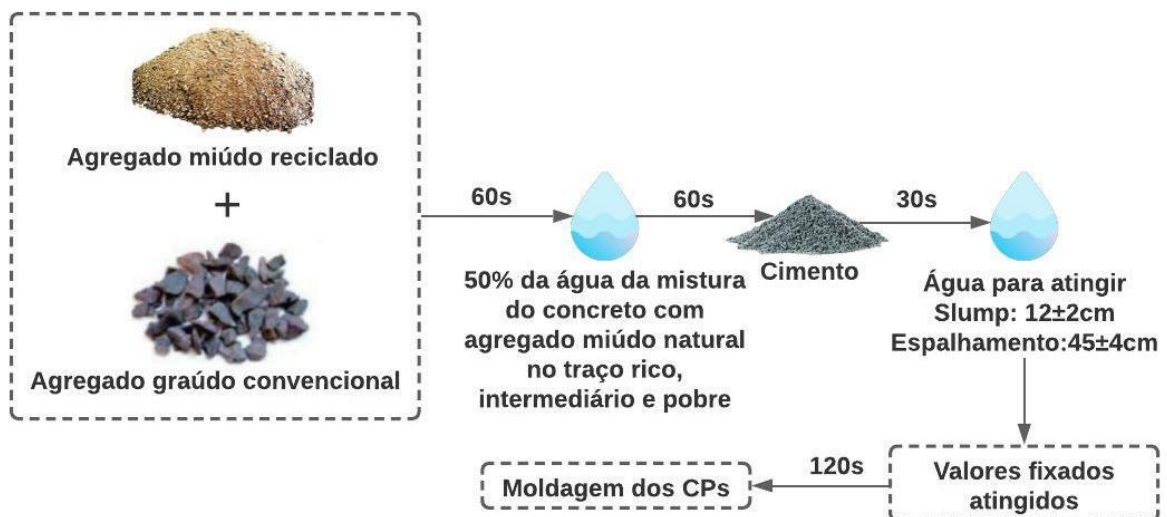 Agregado miúdo reciclado
+
Agregado graúdo convencional
60s
50% da água da mistura
do concreto com
agregado miúdo natural
no traço rico,
intermediário e pobre
60s
Cimento
30s
Água para atingir
Slump: 12±2cm
Espalhamento:45±4cm
Valores fixados
atingidos
120s
Moldagem dos CPs